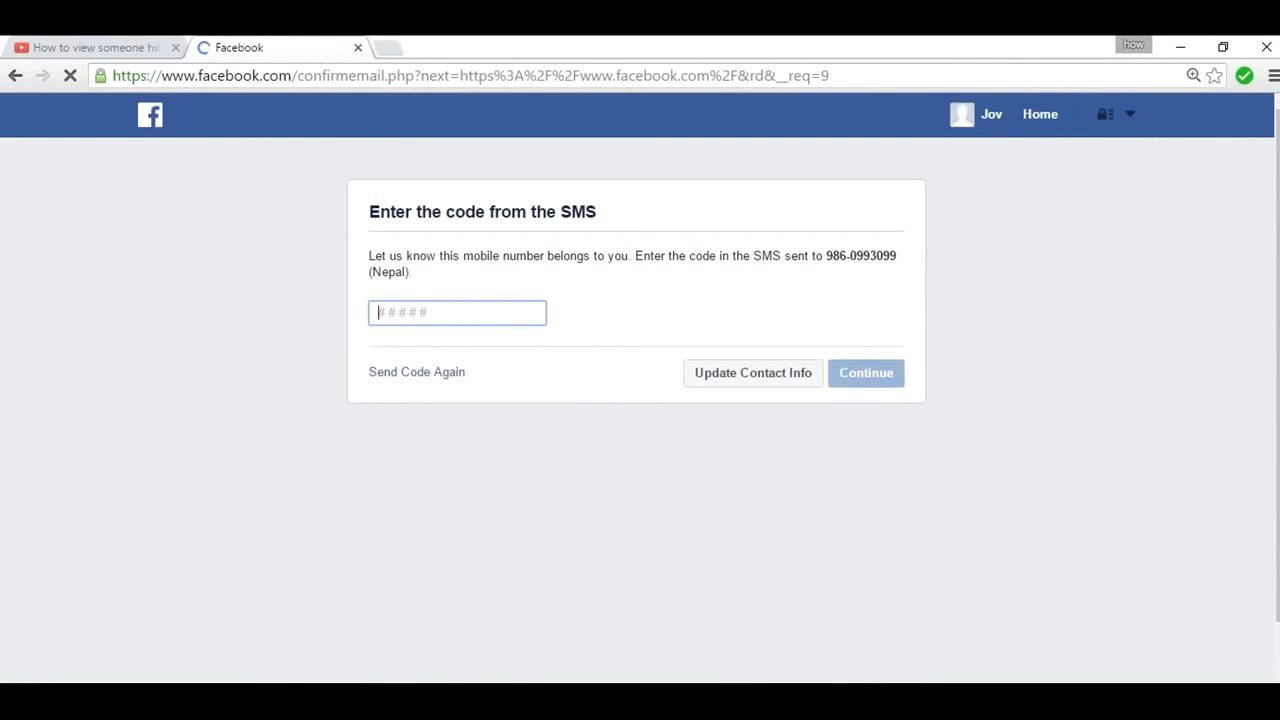 How to view someone hi
Facebook
how
https://www.facebook.com/confirmemail.php?next=https%3A%2F%2Fwww.facebook.com%2F&rd&__req=9
Jov
Home
Enter the code from the SMS
Let us know this mobile number belongs to you. Enter the code in the SMS sent to 986-0993099
(Nepal).
# # # # #
Send Code Again
Update Contact Info
Continue